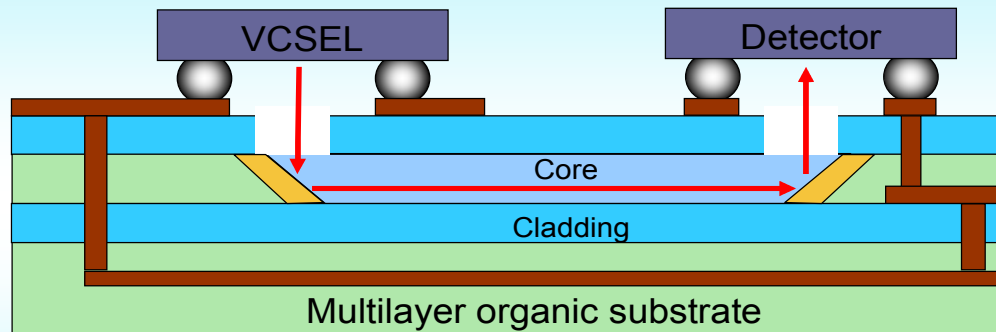 VCSEL
Detector
Core
Cladding
Multilayer organic substrate